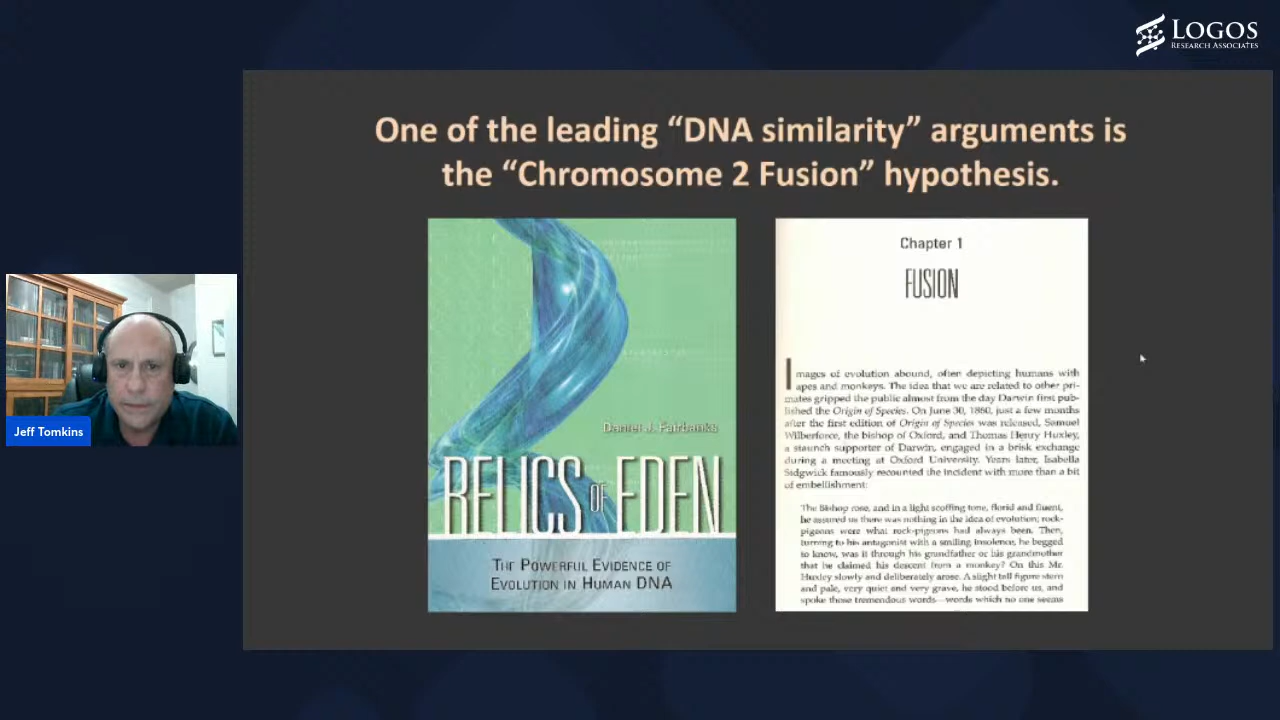 LOGOS
RESEARCH ASSOCIATES
One of the leading “DNA similarity” arguments is
the “Chromosome 2 Fusion” hypothesis.
Daniel J. Fairbanks
RELICS OF EDEN
THE POWERFUL EVIDENCE OF
EVOLUTION IN HUMAN DNA
Chapter 1
FUSION
Images of evolution abound, often depicting humans with
apes and monkeys. The idea that we are related to other pri-
mates gripped the public almost from the day Darwin first pub-
lished the Origin of Species. On June 30, 1860, just a few months
after the first edition of Origin of Species was released, Samuel
Wilberforce, the bishop of Oxford, and Thomas Henry Huxley,
a staunch supporter of Darwin, engaged in a brisk exchange
during a meeting at Oxford University. Years later, Isabella
Sidgwick famously recounted the incident with more than a bit
of embellishment:
The Bishop rose, and in a light scoffing tone, florid and fluent,
he assured us there was nothing in the idea of evolution; rock-
pigeons were what rock-pigeons had always been. Then,
turning to his antagonist with a smiling insolence, he begged
to know, was it through his grandfather or his grandmother
that he claimed his descent from a monkey? On this Mr.
Huxley slowly and deliberately arose. A slight tall figure stern
and pale, very quiet and very grave, he stood before us, and
spoke these tremendous words—words which no one seems
Jeff Tomkins